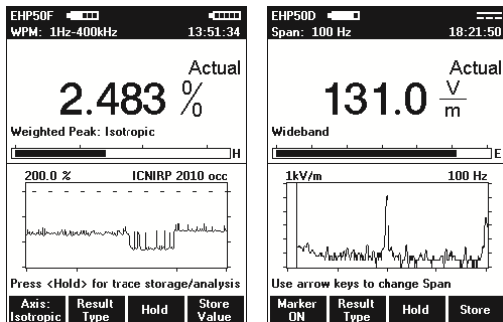 EHP50F
WPM: 1Hz-400kHz 13:51:34
Actual
2.483 %
Weighted Peak: Isotropic
H
200.0 % ICNIRP 2010 occ
Press <Hold> for trace storage/analysis
Axis: Isotropic Result Type Hold Store Value
EHP50D
Span: 100 Hz 18:21:50
Actual
131.0 V/m
Wideband
E
1kV/m 100 Hz
Use arrow keys to change Span
Marker ON Result Type Hold Store